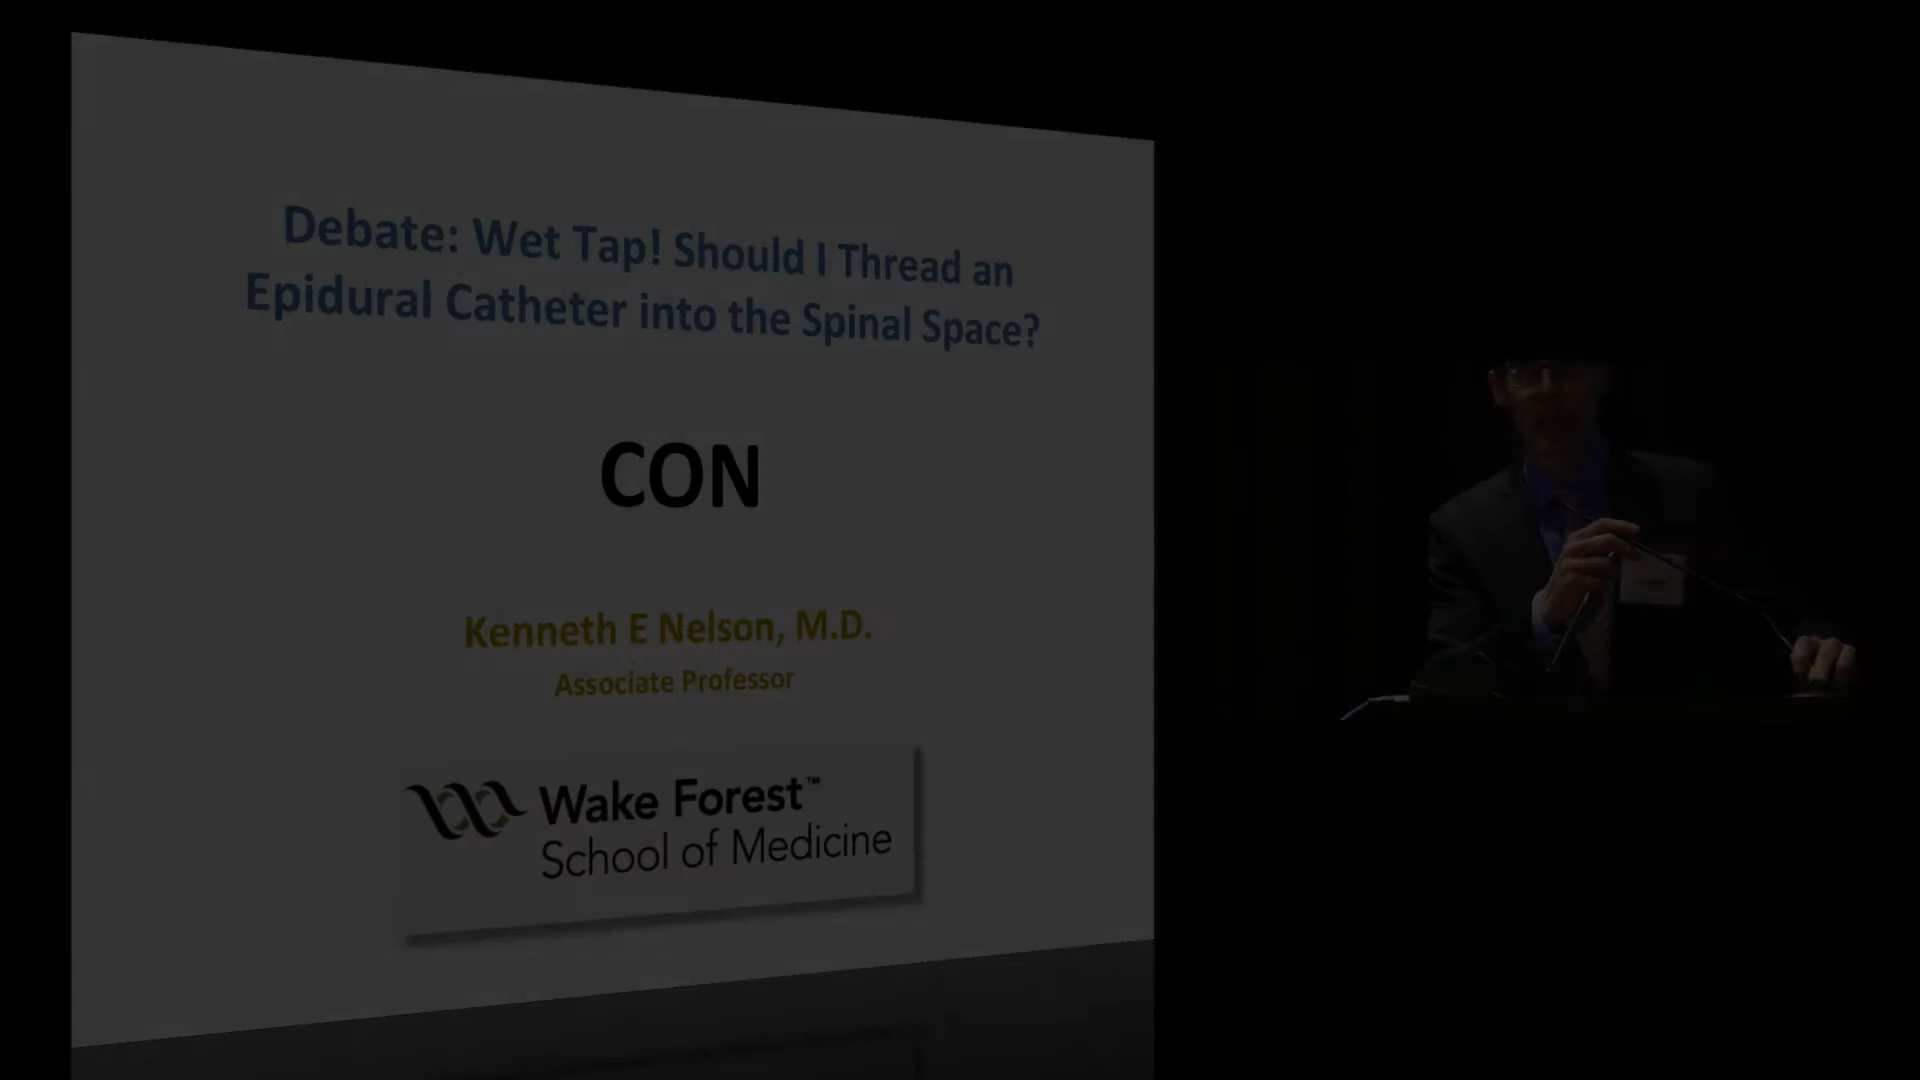 Debate: Wet Tap! Should I Thread an
Epidural Catheter into the Spinal Space?
CON
Kenneth E Nelson, M.D.
Associate Professor
Wake Forest™
School of Medicine